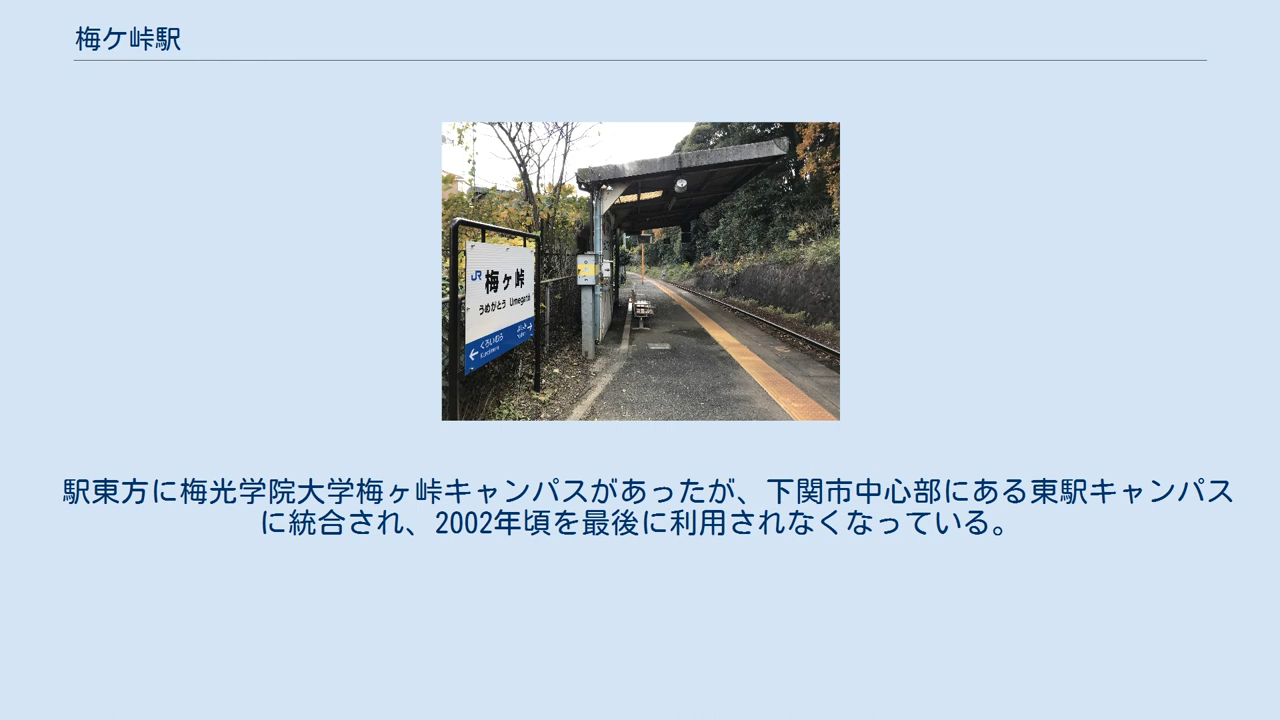 梅ケ峠駅
JR 梅ヶ峠
うめがとう Umegatō
くろいむら
よしみ
駅東方に梅光学院大学梅ヶ峠キャンパスがあったが、下関市中心部にある東駅キャンパス
に統合され、2002年頃を最後に利用されなくなっている。